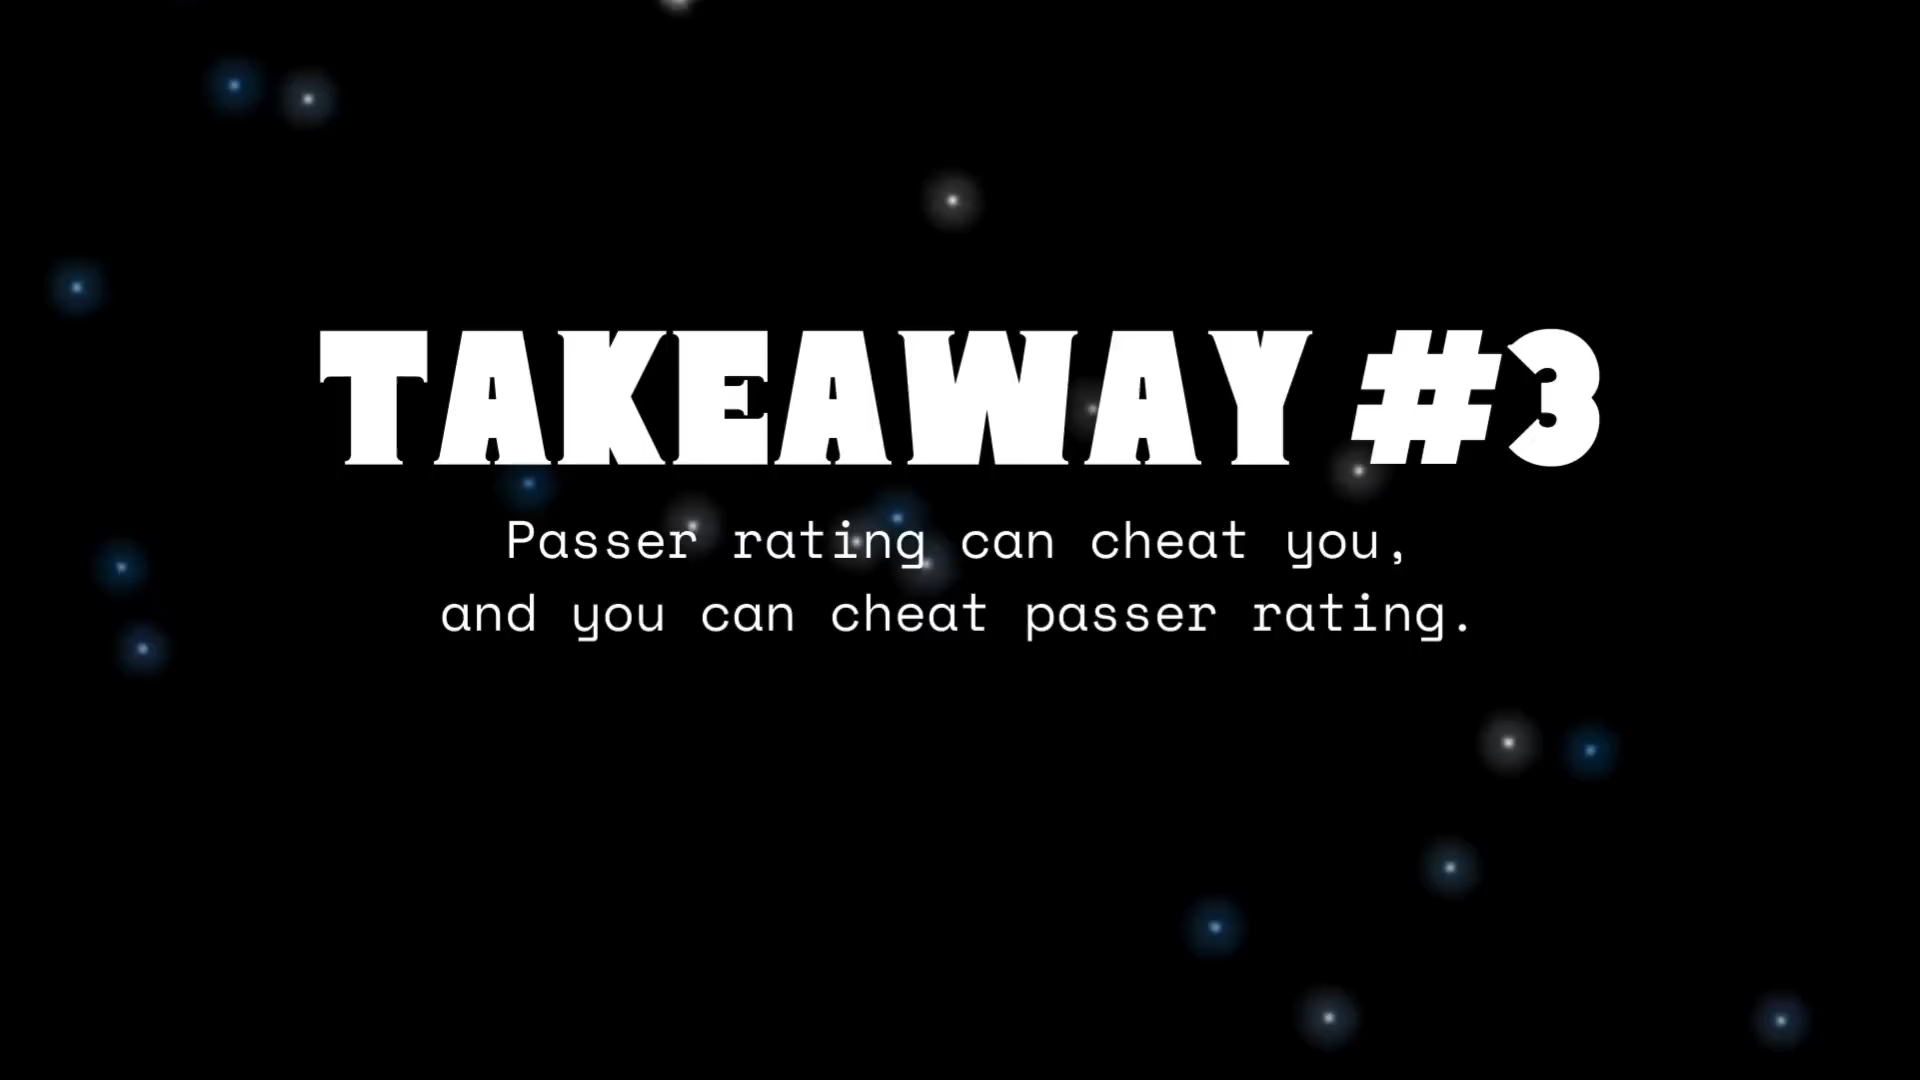 TAKEAWAY #3
Passer rating can cheat you,
and you can cheat passer rating.